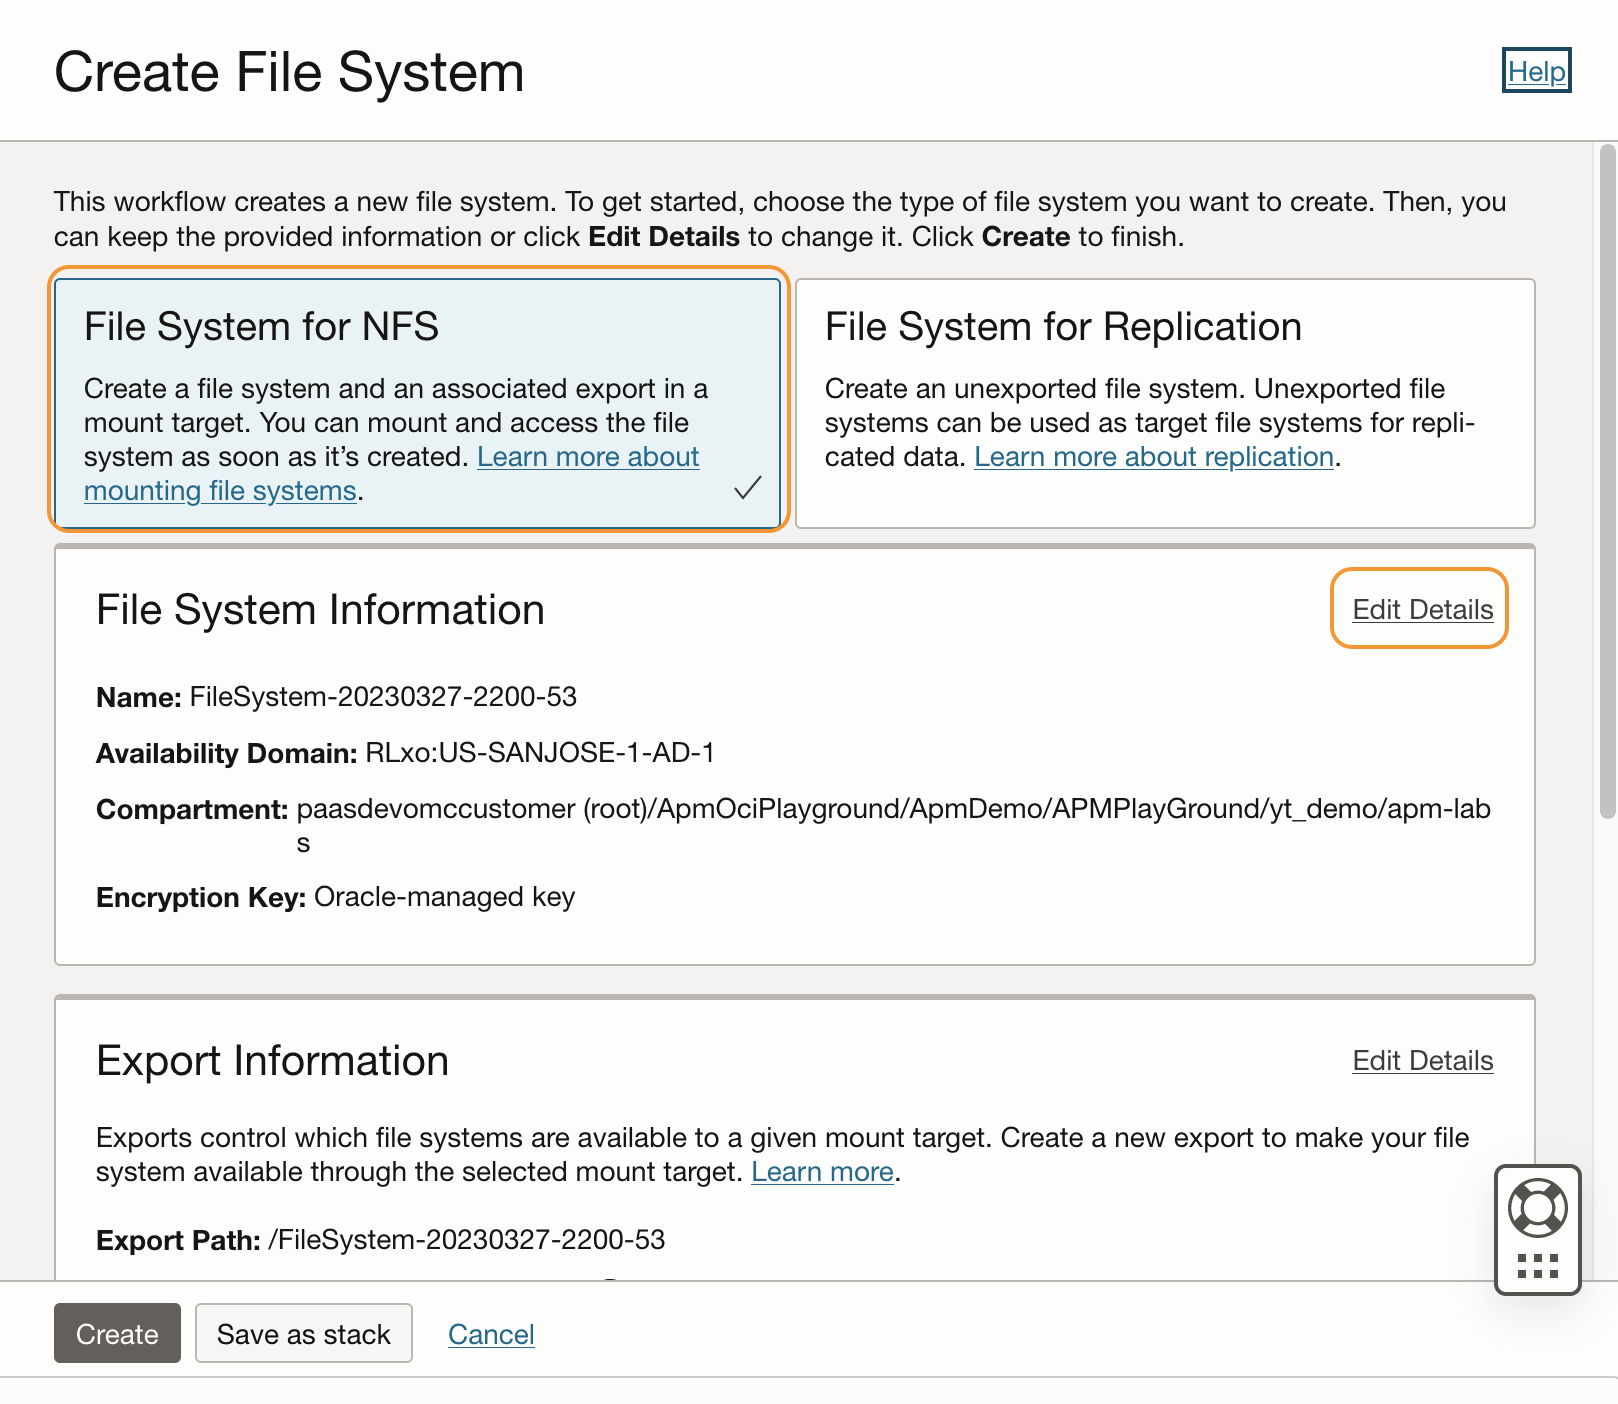 Create File System
Help
This workflow creates a new file system. To get started, choose the type of file system you want to create. Then, you
can keep the provided information or click Edit Details to change it. Click Create to finish.
File System for NFS
Create a file system and an associated export in a
mount target. You can mount and access the file
system as soon as it’s created. Learn more about
mounting file systems.
File System for Replication
Create an unexported file system. Unexported file
systems can be used as target file systems for repli-
cated data. Learn more about replication.
File System Information
Edit Details
Name: FileSystem-20230327-2200-53
Availability Domain: RLxo:US-SANJOSE-1-AD-1
Compartment: paasdevomccustomer (root)/ApmOciPlayground/ApmDemo/APMPlayGround/yt_demo/apm-lab
s
Encryption Key: Oracle-managed key
Export Information
Edit Details
Exports control which file systems are available to a given mount target. Create a new export to make your file
system available through the selected mount target. Learn more.
Export Path: /FileSystem-20230327-2200-53
Create
Save as stack
Cancel